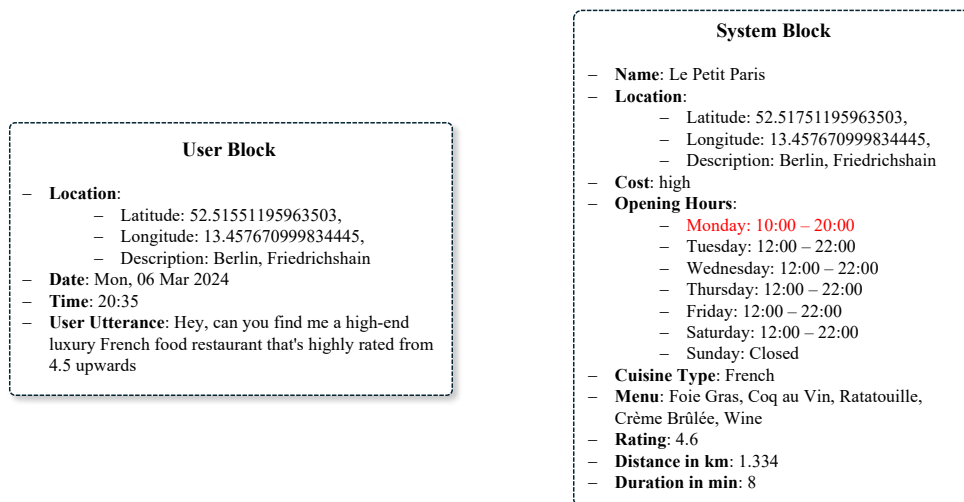 User Block
– Location:
– Latitude: 52.51551195963503,
– Longitude: 13.457670999834445,
– Description: Berlin, Friedrichshain
– Date: Mon, 06 Mar 2024
– Time: 20:35
– User Utterance: Hey, can you find me a high-end
luxury French food restaurant that's highly rated from
4.5 upwards
System Block
– Name: Le Petit Paris
– Location:
– Latitude: 52.51751195963503,
– Longitude: 13.457670999834445,
– Description: Berlin, Friedrichshain
– Cost: high
– Opening Hours:
– Monday: 10:00 – 20:00
– Tuesday: 12:00 – 22:00
– Wednesday: 12:00 – 22:00
– Thursday: 12:00 – 22:00
– Friday: 12:00 – 22:00
– Saturday: 12:00 – 22:00
– Sunday: Closed
– Cuisine Type: French
– Menu: Foie Gras, Coq au Vin, Ratatouille,
Crème Brûlée, Wine
– Rating: 4.6
– Distance in km: 1.334
– Duration in min: 8